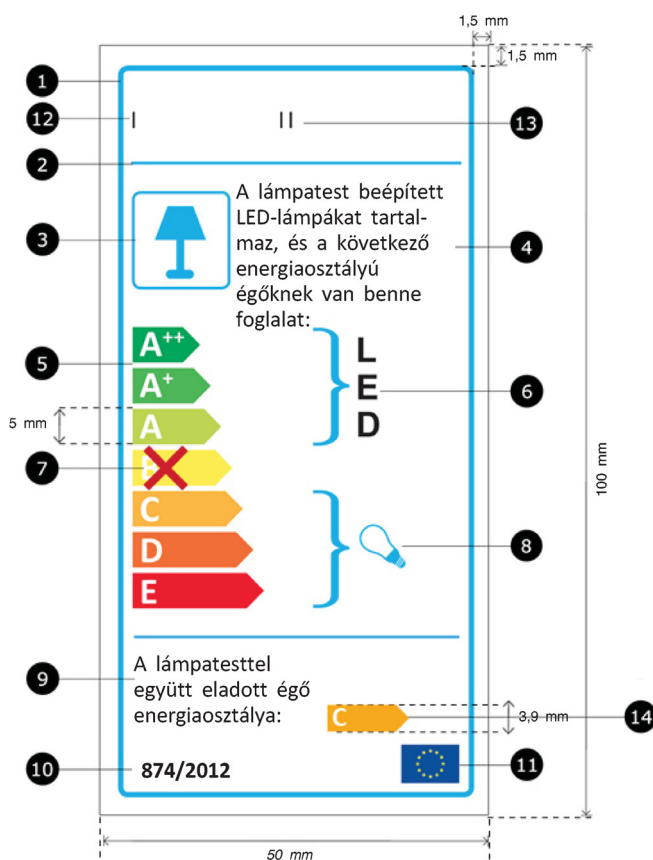 1,5 mm
1,5 mm
1
12
I
II
13
2
A lámpatest beépített
LED-lámpákat tartal-
maz, és a következő
energiaosztályú
égőknek van benne
foglalat:
3
4
A++
5
A+
L
E
D
6
5 mm
A
7
B
100 mm
C
8
D
E
A lámpatesttel
együtt eladott égő
energiaosztálya:
9
C
3,9 mm
14
10
874/2012
11
50 mm